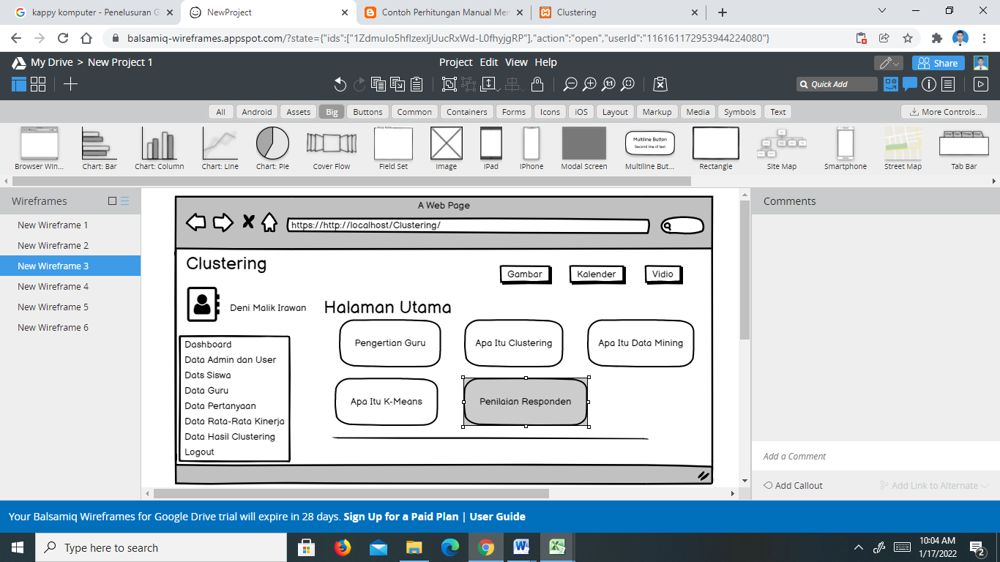 kappy komputer - Penelusuran G
NewProject
Contoh Perhitungan Manual Men
Clustering
balsamiq-wireframes.appspot.com/?state={"ids":["1ZdmuIo5hflzexIjUucRxWd-L0fhyjgRP"],"action":"open","userId":"116161172953944224080"}
My Drive > New Project 1
Project Edit View Help
Share
1:1
Quick Add
All Android Assets Big Buttons Common Containers Forms Icons iOS Layout Markup Media Symbols Text
More Controls...
Multiline Button
Second line of text
Browser Win... Chart: Bar Chart: Column Chart: Line Chart: Pie Cover Flow Field Set Image iPad iPhone Modal Screen Multiline But... Rectangle Site Map Smartphone Street Map Tab Bar
Wireframes
New Wireframe 1
New Wireframe 2
New Wireframe 3
New Wireframe 4
New Wireframe 5
New Wireframe 6
A Web Page
https://http://localhost/Clustering/
Clustering
Gambar Kalender Vidio
Deni Malik Irawan
Halaman Utama
Pengertian Guru
Apa Itu Clustering
Apa Itu Data Mining
Apa Itu K-Means
Penilaian Responden
Dashboard
Data Admin dan User
Dats Siswa
Data Guru
Data Pertanyaan
Data Rata-Rata Kinerja
Data Hasil Clustering
Logout
Comments
Add a Comment
Add Callout
Add Link to Alternate
Your Balsamiq Wireframes for Google Drive trial will expire in 28 days. Sign Up for a Paid Plan | User Guide
Type here to search
10:04 AM
1/17/2022
2